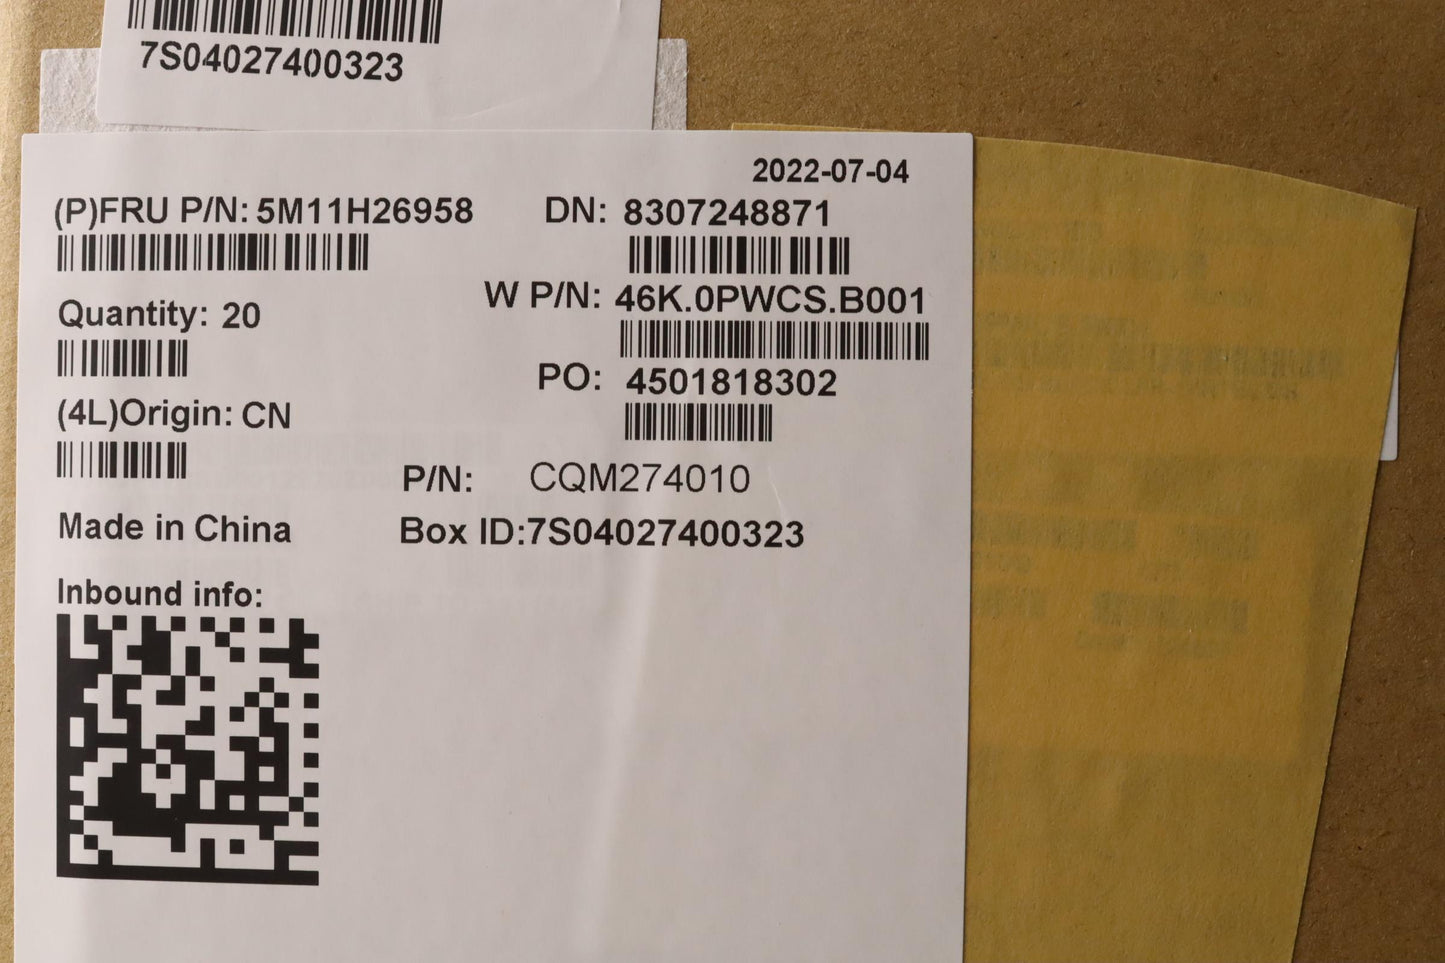 7S04027400323
2022-07-04
(P)FRU P/N: 5M11H26958
DN: 8307248871
W P/N: 46K.0PWCS.B001
Quantity: 20
PO: 4501818302
(4L)Origin: CN
P/N: CQM274010
Made in China
Box ID:7S04027400323
Inbound info: